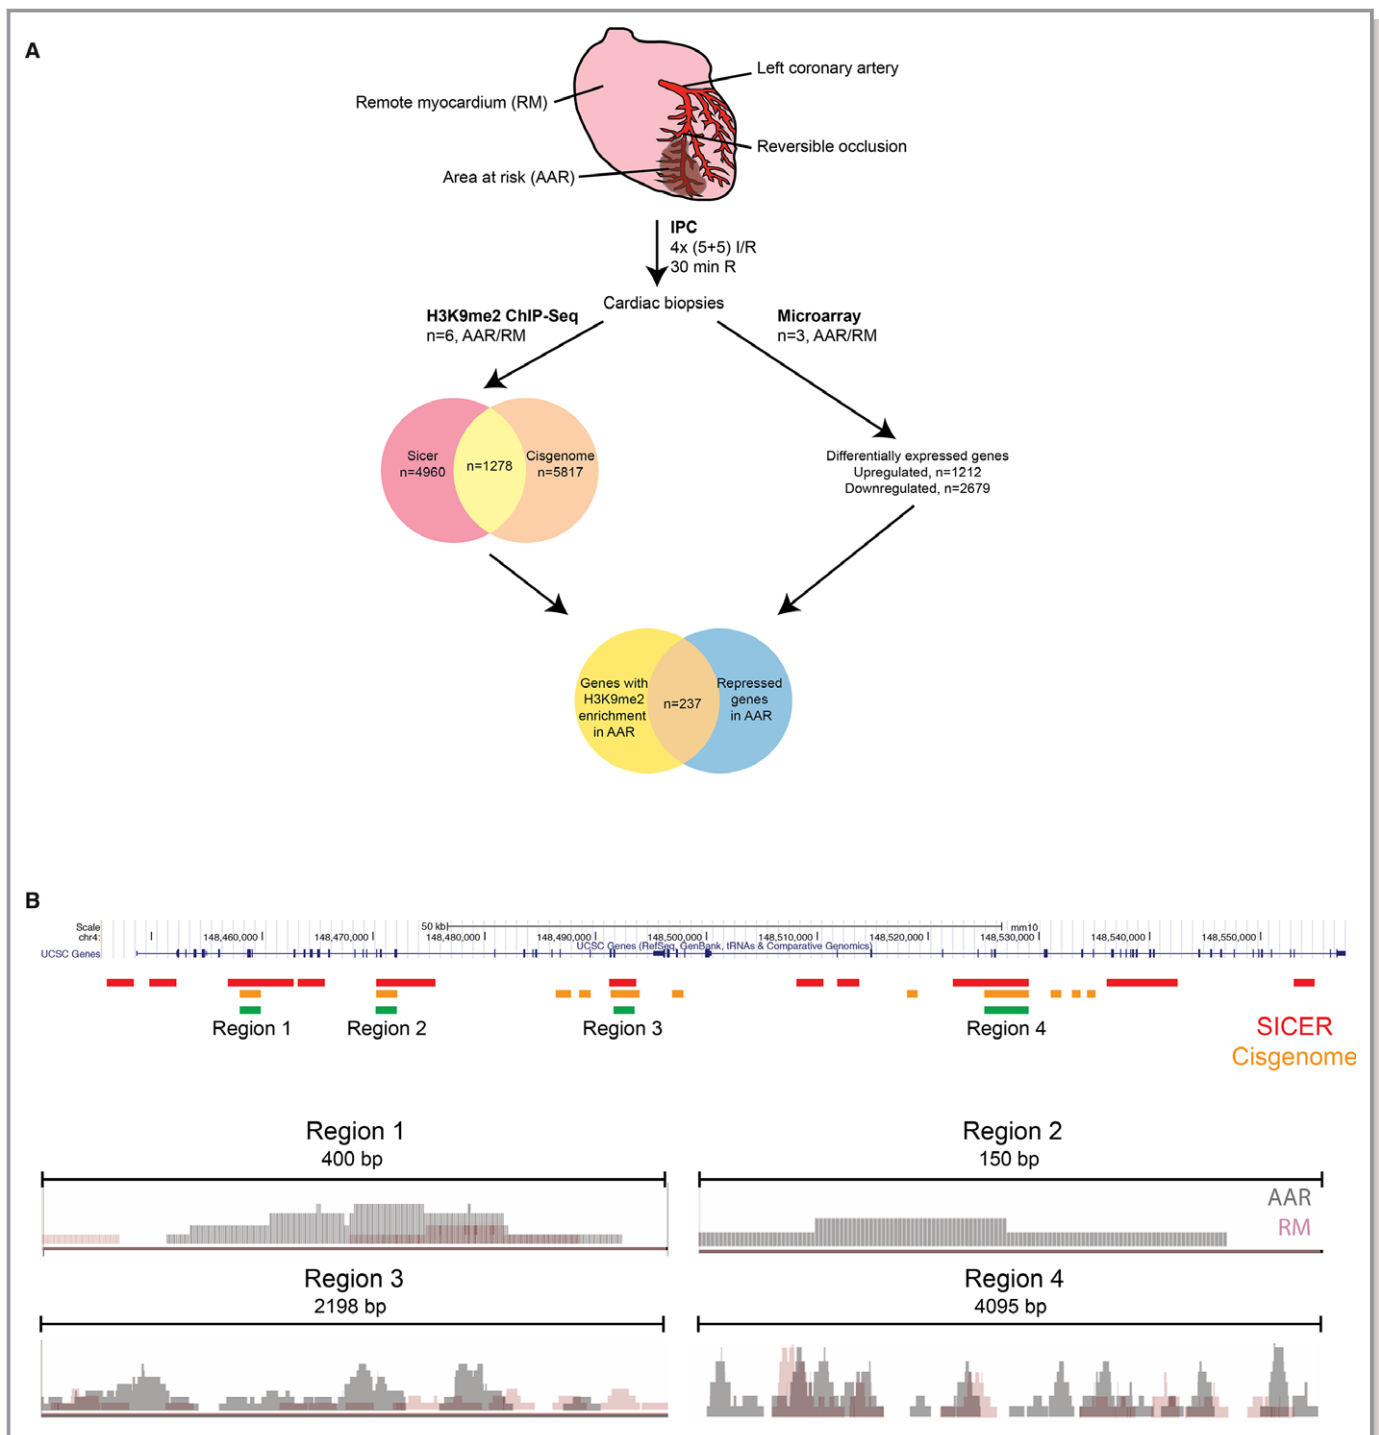 A
Left coronary artery
Remote myocardium (RM)
Reversible occlusion
Area at risk (AAR)
IPC
4x (5+5) I/R
30 min R
Cardiac biopsies
H3K9me2 ChIP-Seq
n=6, AAR/RM
Microarray
n=3, AAR/RM
Sicer
n=4960
n=1278
Cisgenome
n=5817
Differentially expressed genes
Upregulated, n=1212
Downregulated, n=2679
Genes with
H3K9me2
enrichment
in AAR
n=237
Repressed
genes
in AAR
B
Scale
50 kb
mm10
chr4:
148,460,000
148,470,000
148,480,000
148,490,000
148,500,000
148,510,000
148,520,000
148,530,000
148,540,000
148,550,000
UCSC Genes (RefSeq, GenBank, tRNAs & Comparative Genomics)
UCSC Genes
Region 1
Region 2
Region 3
Region 4
SICER
Cisgenome
Region 1
400 bp
Region 2
150 bp
AAR
RM
Region 3
2198 bp
Region 4
4095 bp